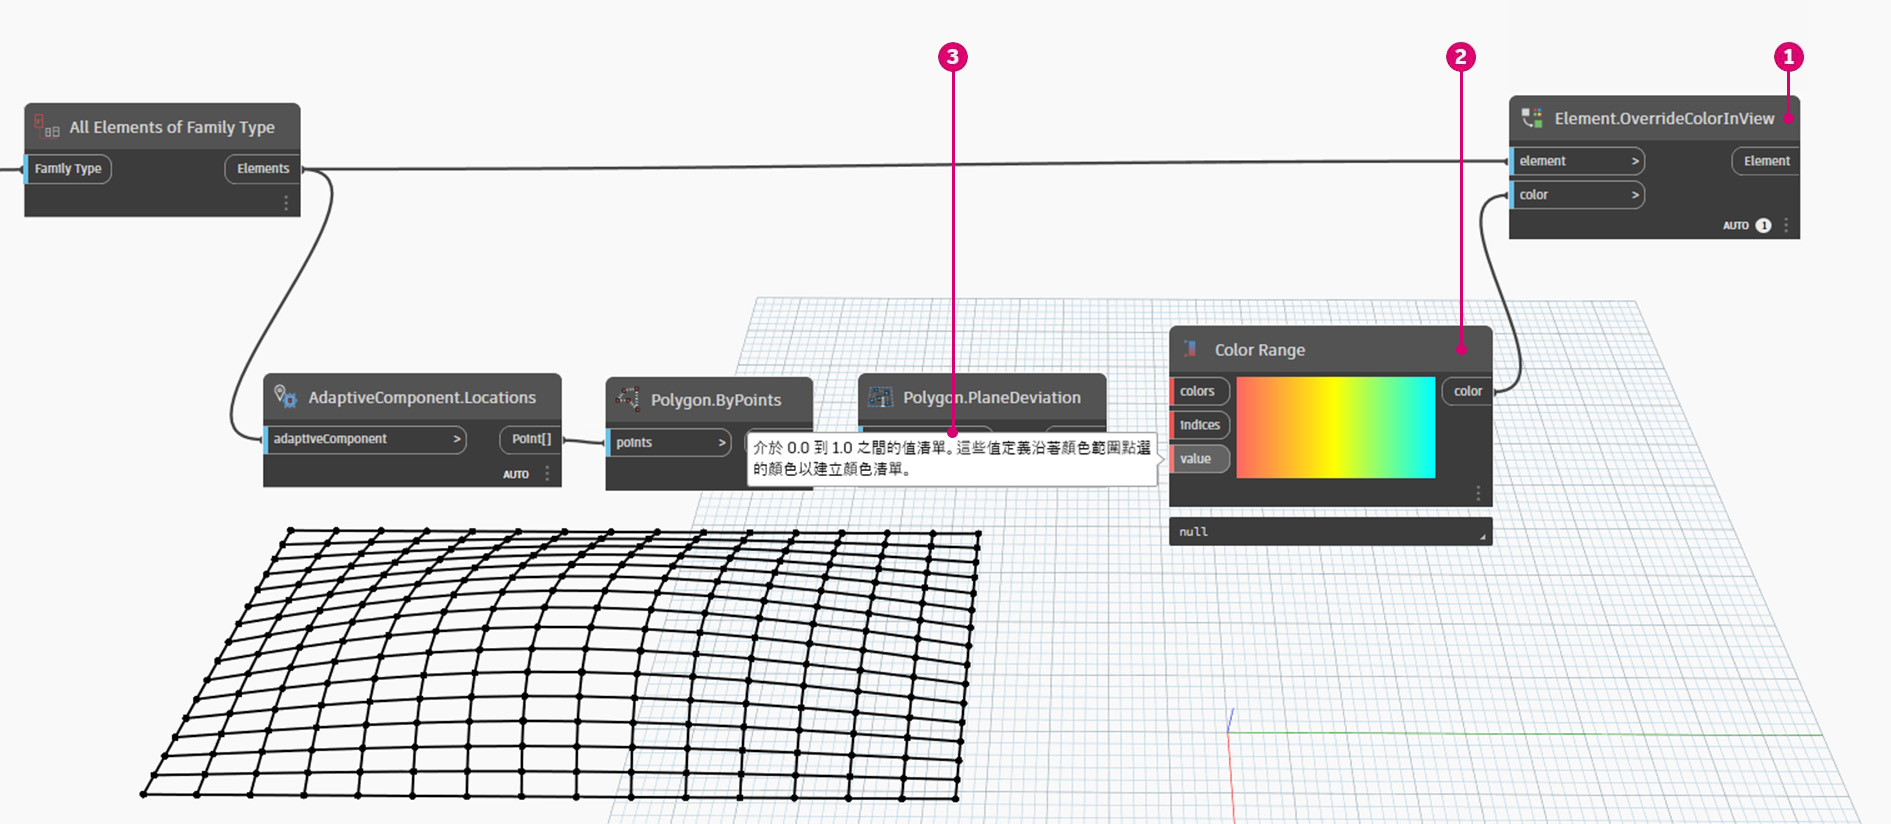 3
2
1
All Elements of Family Type
Family Type
Elements
Element.OverrideColorInView
element >
Element
color >
AUTO 1
Color Range
colors
indices
value
color
null
AdaptiveComponent.Locations
adaptiveComponent >
Point[]
AUTO
Polygon.ByPoints
points >
Polygon.PlaneDeviation
介於 0.0 到 1.0 之間的值清單。這些值定義沿著顏色範圍點選
的顏色以建立顏色清單。